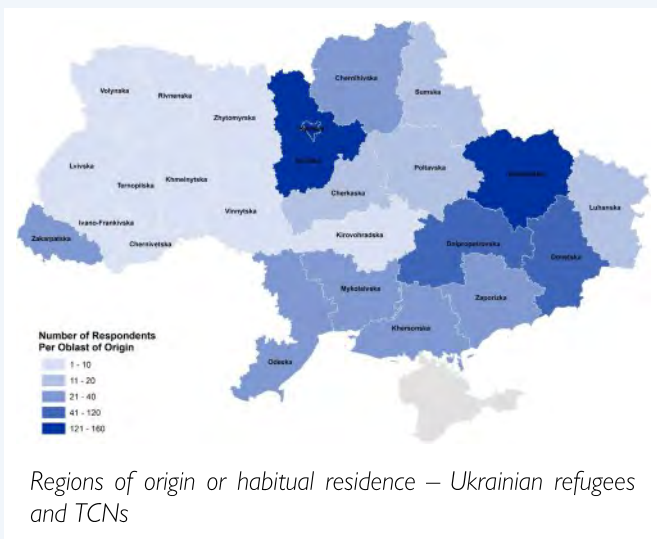 Chernihivska
Sumska
Volynska
Rivnenska
Zhytomyrska
Lvivska
Ternopilska
Khmelnytska
Cherkaska
Poltavska
Luhanska
Vinnytska
Ivano-Frankivska
Zakarpatska
Chernivetska
Kirovohradska
Dnipropetrovska
Donetska
Mykolaivska
Zaporizka
Khersonska
Odeska
Number of Respondents
Per Oblast of Origin
1 - 10
11 - 20
21 - 40
41 - 120
121 - 160
Regions of origin or habitual residence – Ukrainian refugees
and TCNs